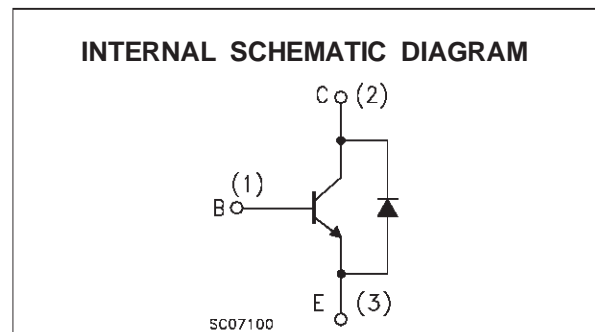 INTERNAL SCHEMATIC DIAGRAM
C (2)
(1)
B
E (3)
SC07100